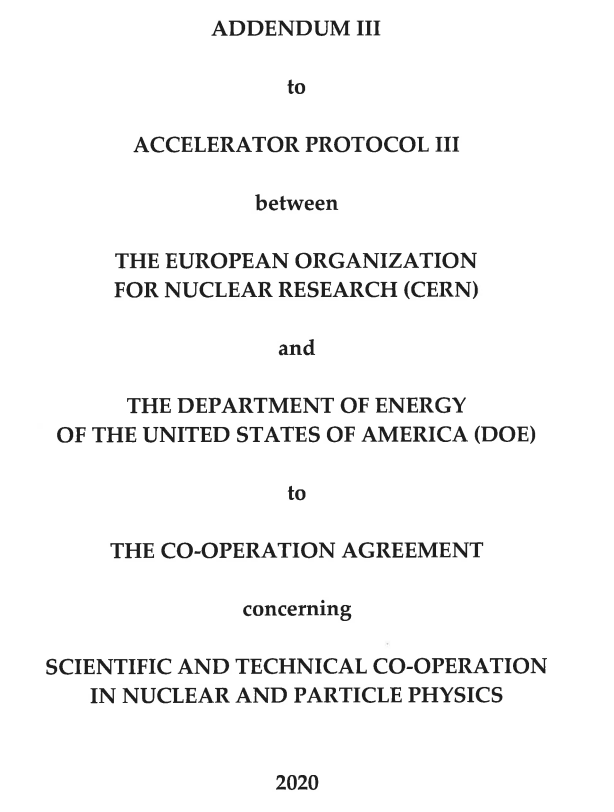 ADDENDUM III
to
ACCELERATOR PROTOCOL III
between
THE EUROPEAN ORGANIZATION
FOR NUCLEAR RESEARCH (CERN)
and
THE DEPARTMENT OF ENERGY
OF THE UNITED STATES OF AMERICA (DOE)
to
THE CO-OPERATION AGREEMENT
concerning
SCIENTIFIC AND TECHNICAL CO-OPERATION
IN NUCLEAR AND PARTICLE PHYSICS
2020